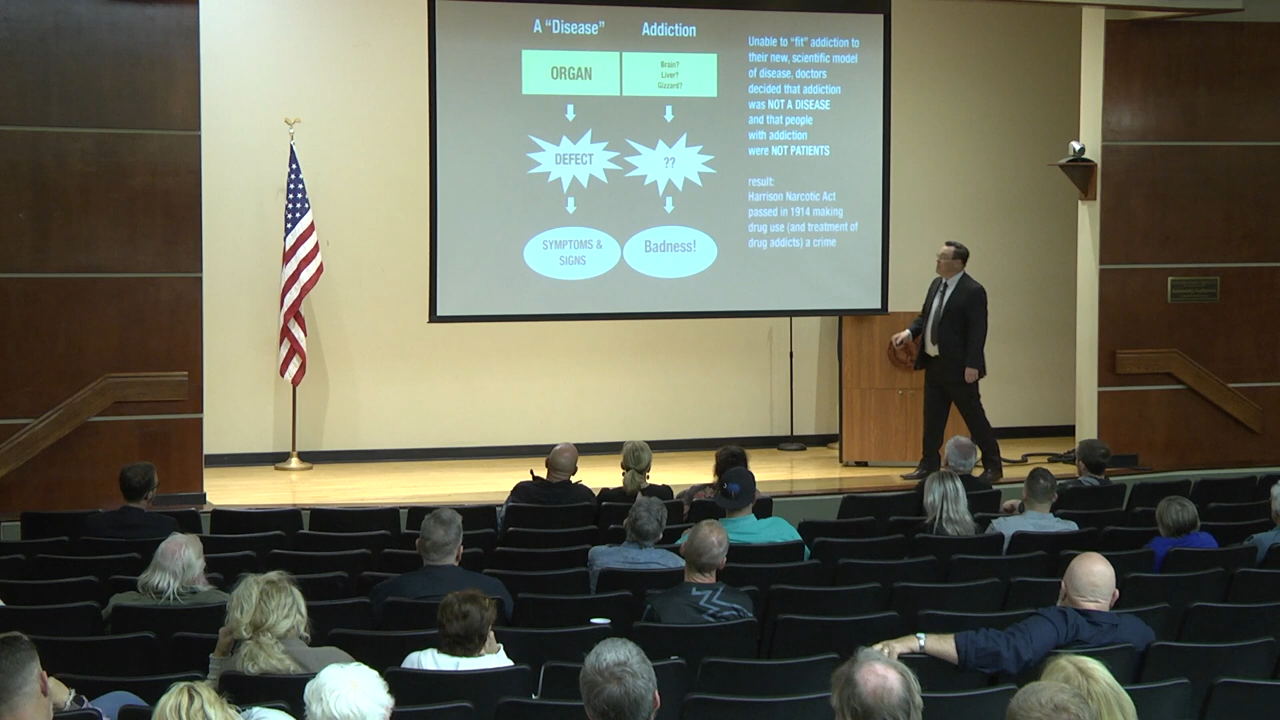 A “Disease”
Addiction
ORGAN
Brain?
Liver?
Gizzard?
DEFECT
??
SYMPTOMS &
SIGNS
Badness!
Unable to “fit” addiction to
their new, scientific model
of disease, doctors
decided that addiction
was NOT A DISEASE
and that people
with addiction
were NOT PATIENTS
result:
Harrison Narcotic Act
passed in 1914 making
drug use (and treatment of
drug addicts) a crime